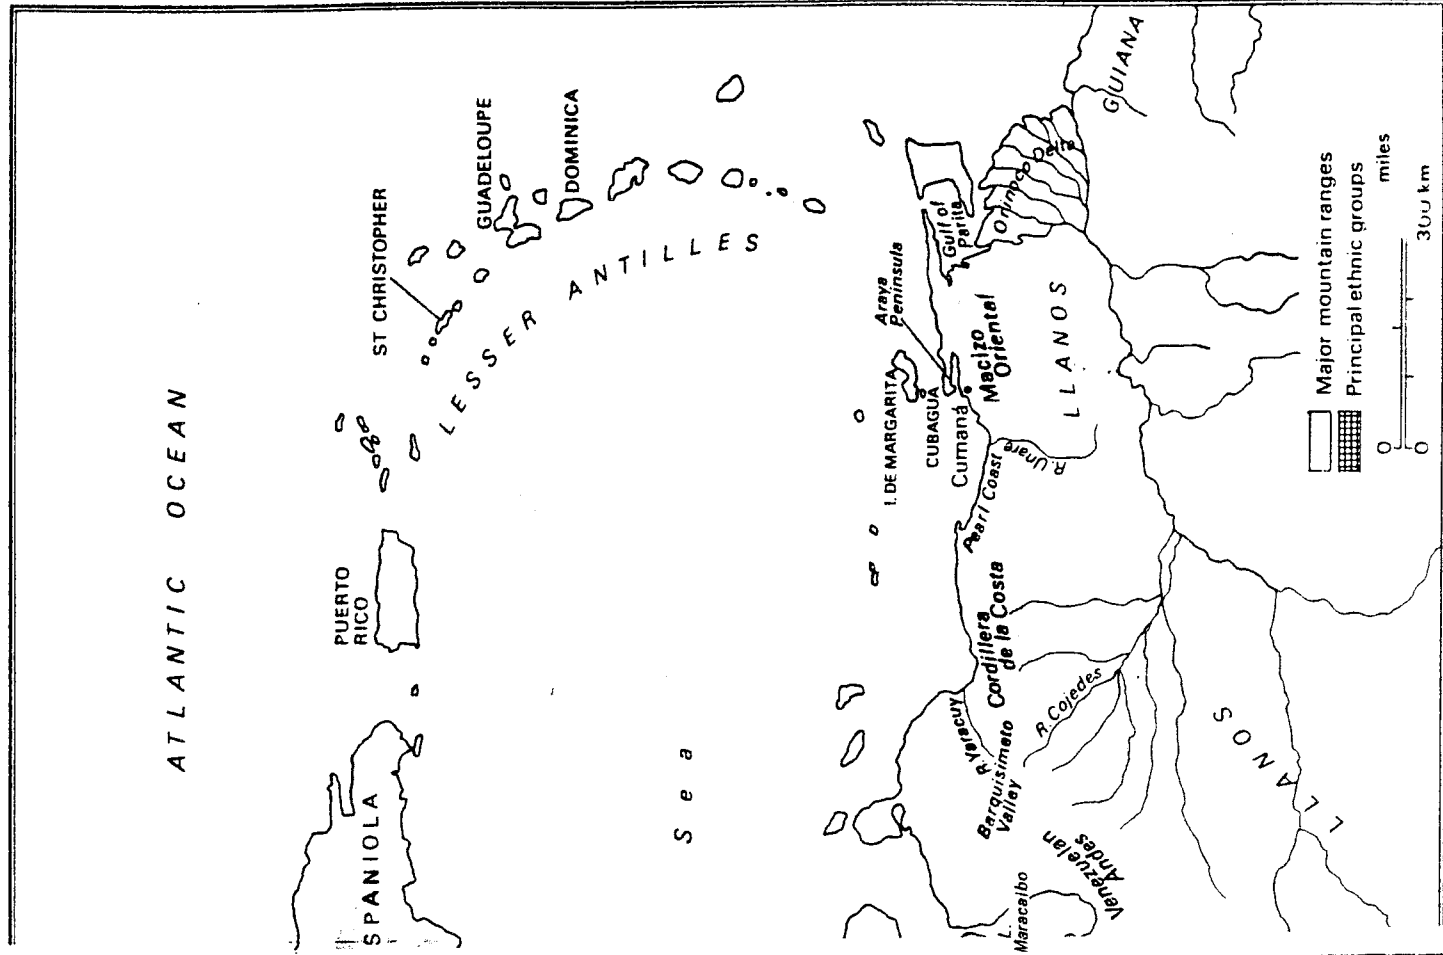 ATLANTIC OCEAN
PUERTO
RICO
SPANIOLA
ST CHRISTOPHER
GUADELOUPE
DOMINICA
LESSER ANTILLES
Sea
I. DE MARGARITA
CUBAGUA
Cumaná
Araya
Peninsula
Gulf of
Parita
Orinoco Delta
GUIANA
Macizo
Oriental
LLANOS
R. Unare
Pearl Coast
Cordillera
de la Costa
R. Yaracuy
Barquisimeto
Valley
R. Cojedes
Venezuelan
Andes
L.
Maracaibo
LLANOS
Major mountain ranges
Principal ethnic groups
0 miles
0 300 km